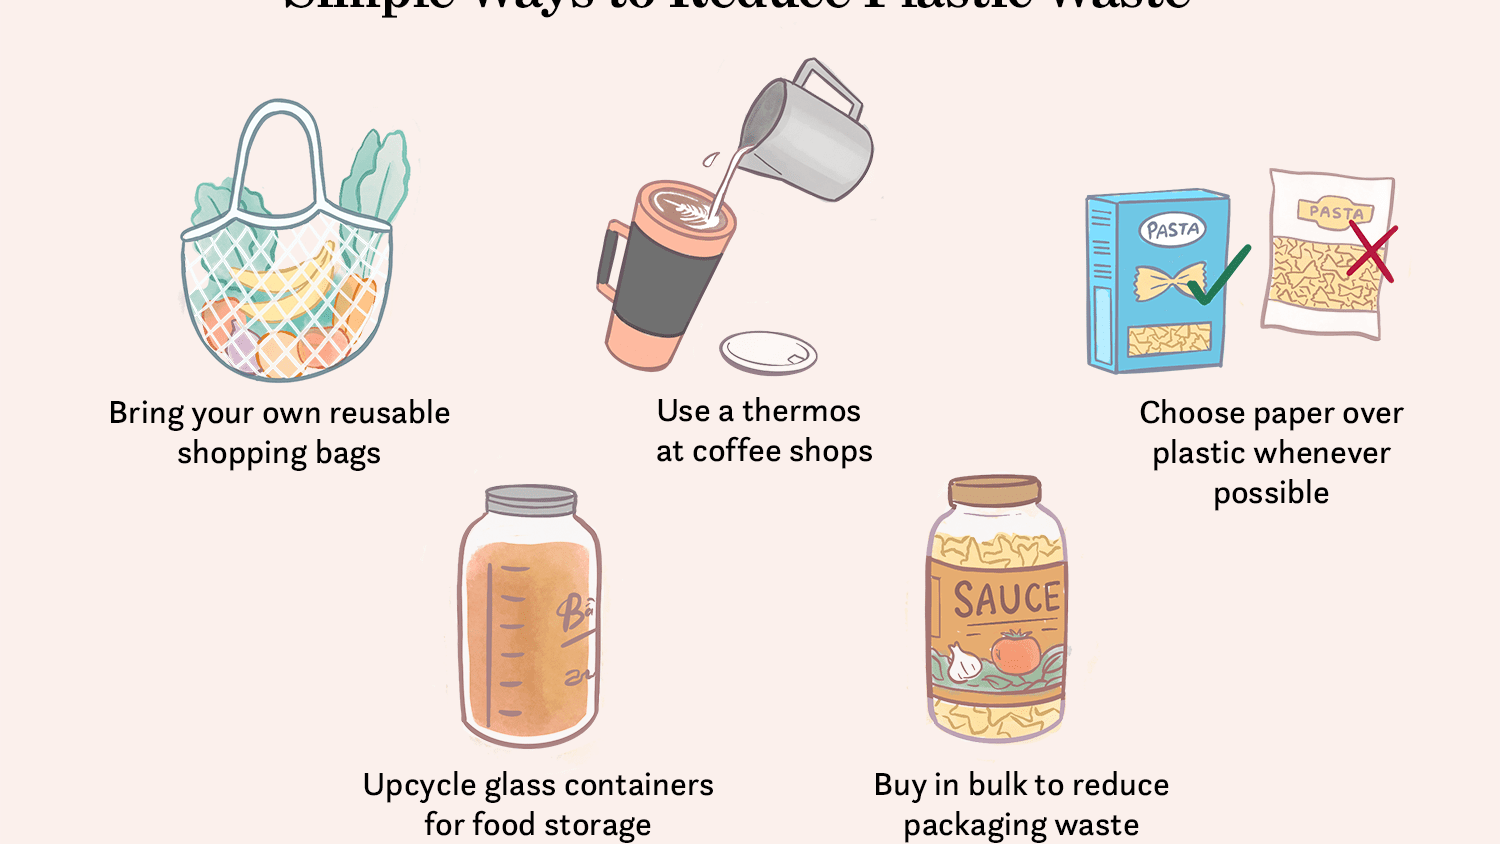 Simple Ways to Reduce Plastic Waste
PASTA
PASTA
Bring your own reusable
shopping bags
Use a thermos
at coffee shops
Choose paper over
plastic whenever
possible
SAUCE
Upcycle glass containers
for food storage
Buy in bulk to reduce
packaging waste